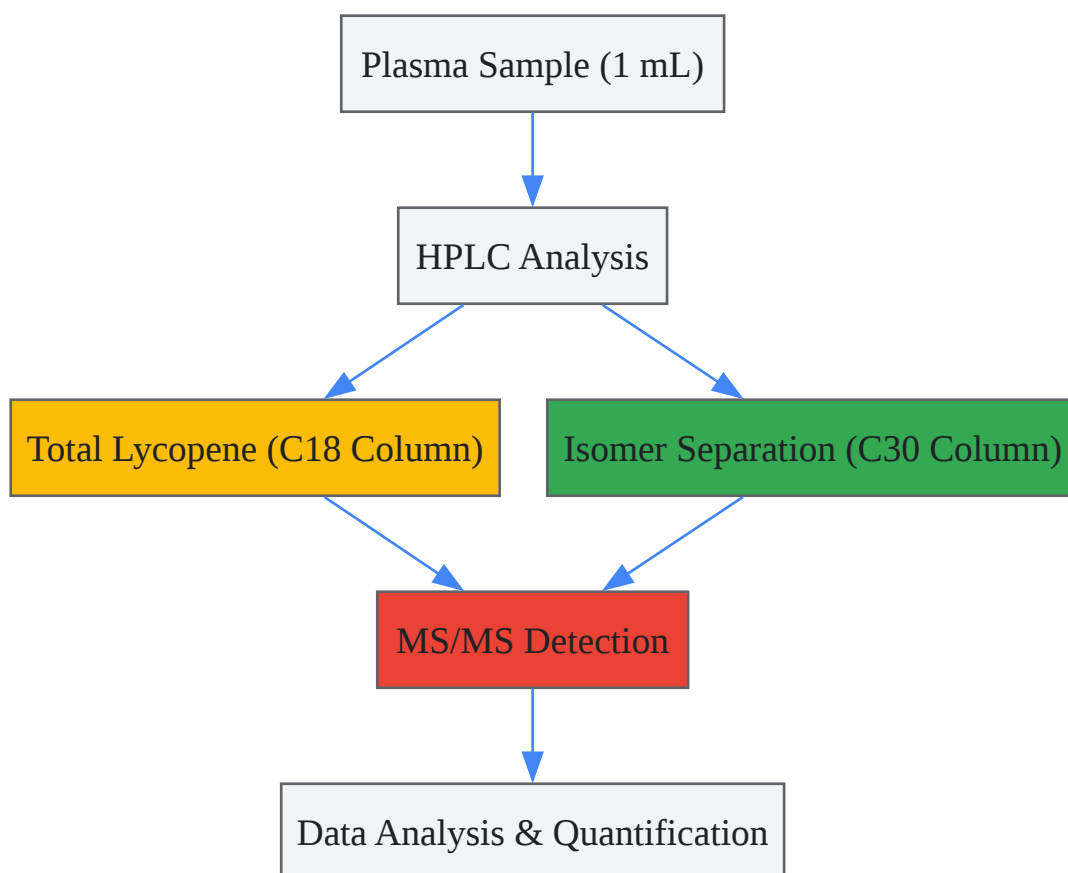 Plasma Sample (1 mL)
HPLC Analysis
Total Lycopene (C18 Column)
Isomer Separation (C30 Column)
MS/MS Detection
Data Analysis & Quantification